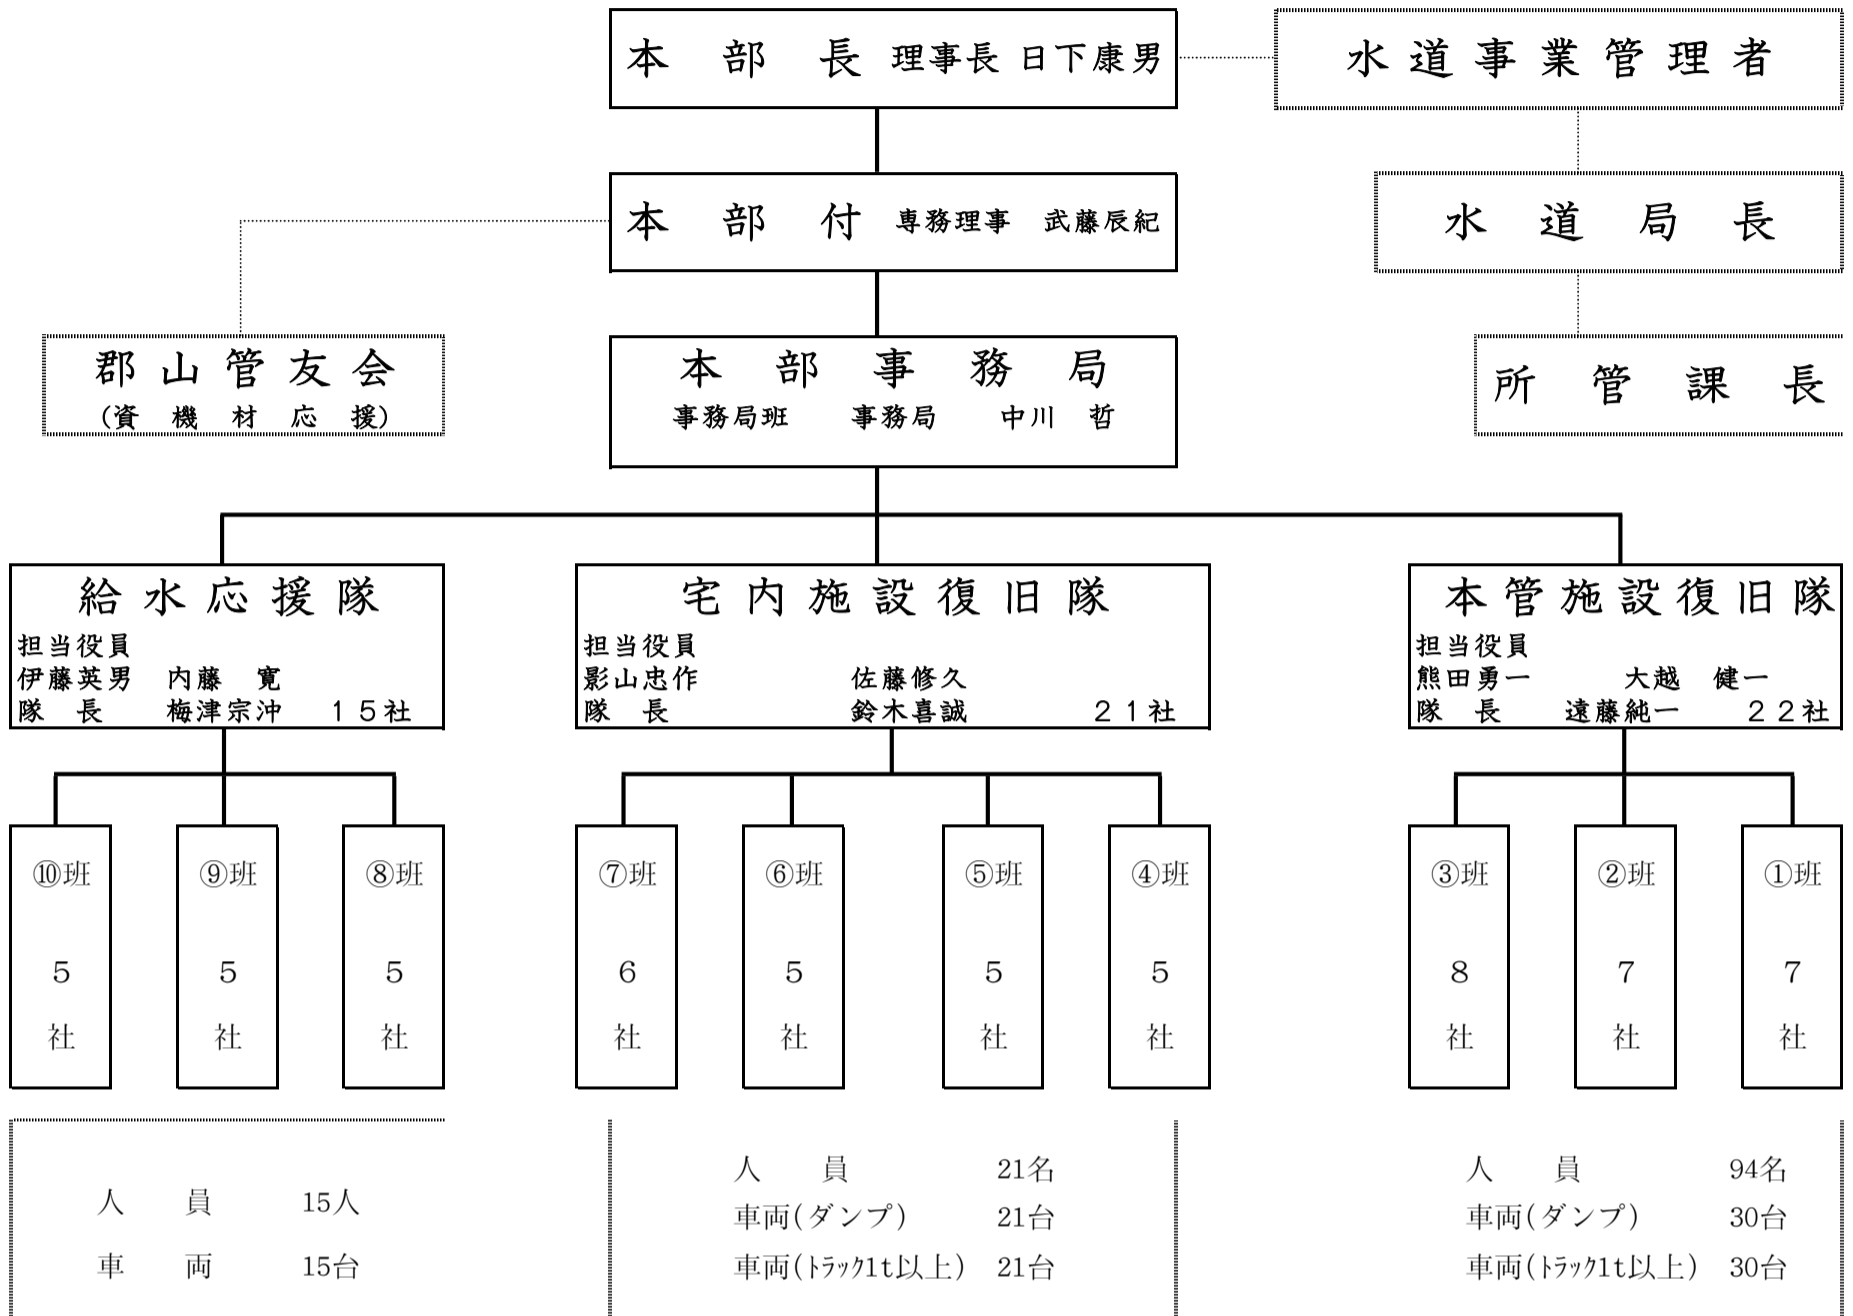 本部長 理事長 日下康男
水道事業管理者
本部付 専務理事 武藤辰紀
水道局長
郡山管友会
(資機材応援)
本部事務局
事務局班 事務局 中川 哲
所管課長
給水応援隊
担当役員
伊藤英男 内藤 寛
隊長 梅津宗沖 15社
宅内施設復旧隊
担当役員
影山忠作 佐藤修久
隊長 鈴木喜誠 21社
本管施設復旧隊
担当役員
熊田勇一 大越 健一
隊長 遠藤純一 22社
⑩班
5
社
⑨班
5
社
⑧班
5
社
⑦班
6
社
⑥班
5
社
⑤班
5
社
④班
5
社
③班
8
社
②班
7
社
①班
7
社
人員 15人
車両 15台
人員 21名
車両(ダンプ) 21台
車両(ﾄﾗｯｸ1t以上) 21台
人員 94名
車両(ダンプ) 30台
車両(ﾄﾗｯｸ1t以上) 30台